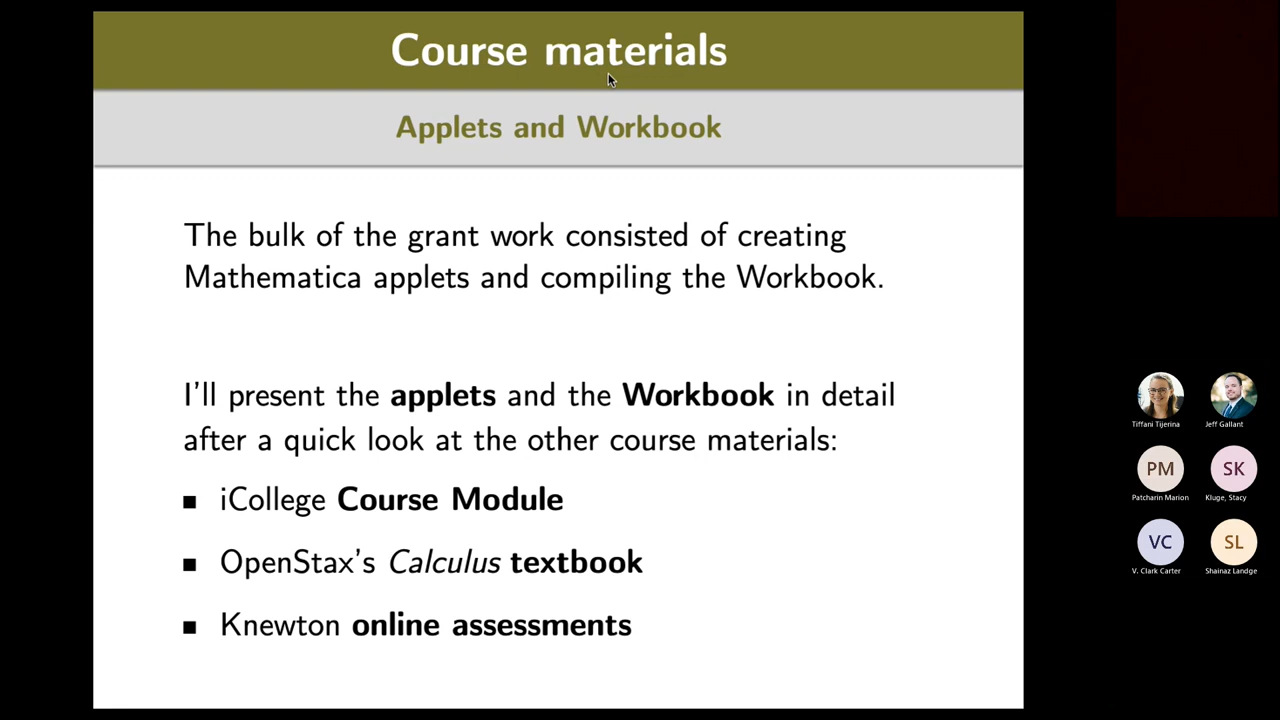 Course materials
Applets and Workbook
The bulk of the grant work consisted of creating
Mathematica applets and compiling the Workbook.
I'll present the applets and the Workbook in detail
after a quick look at the other course materials:
iCollege Course Module
OpenStax's Calculus textbook
Knewton online assessments
Tiffani Tijerina
Jeff Gallant
PM
SK
Patcharin Marion
Kluge, Stacy
VC
SL
V. Clark Carter
Shainaz Landge